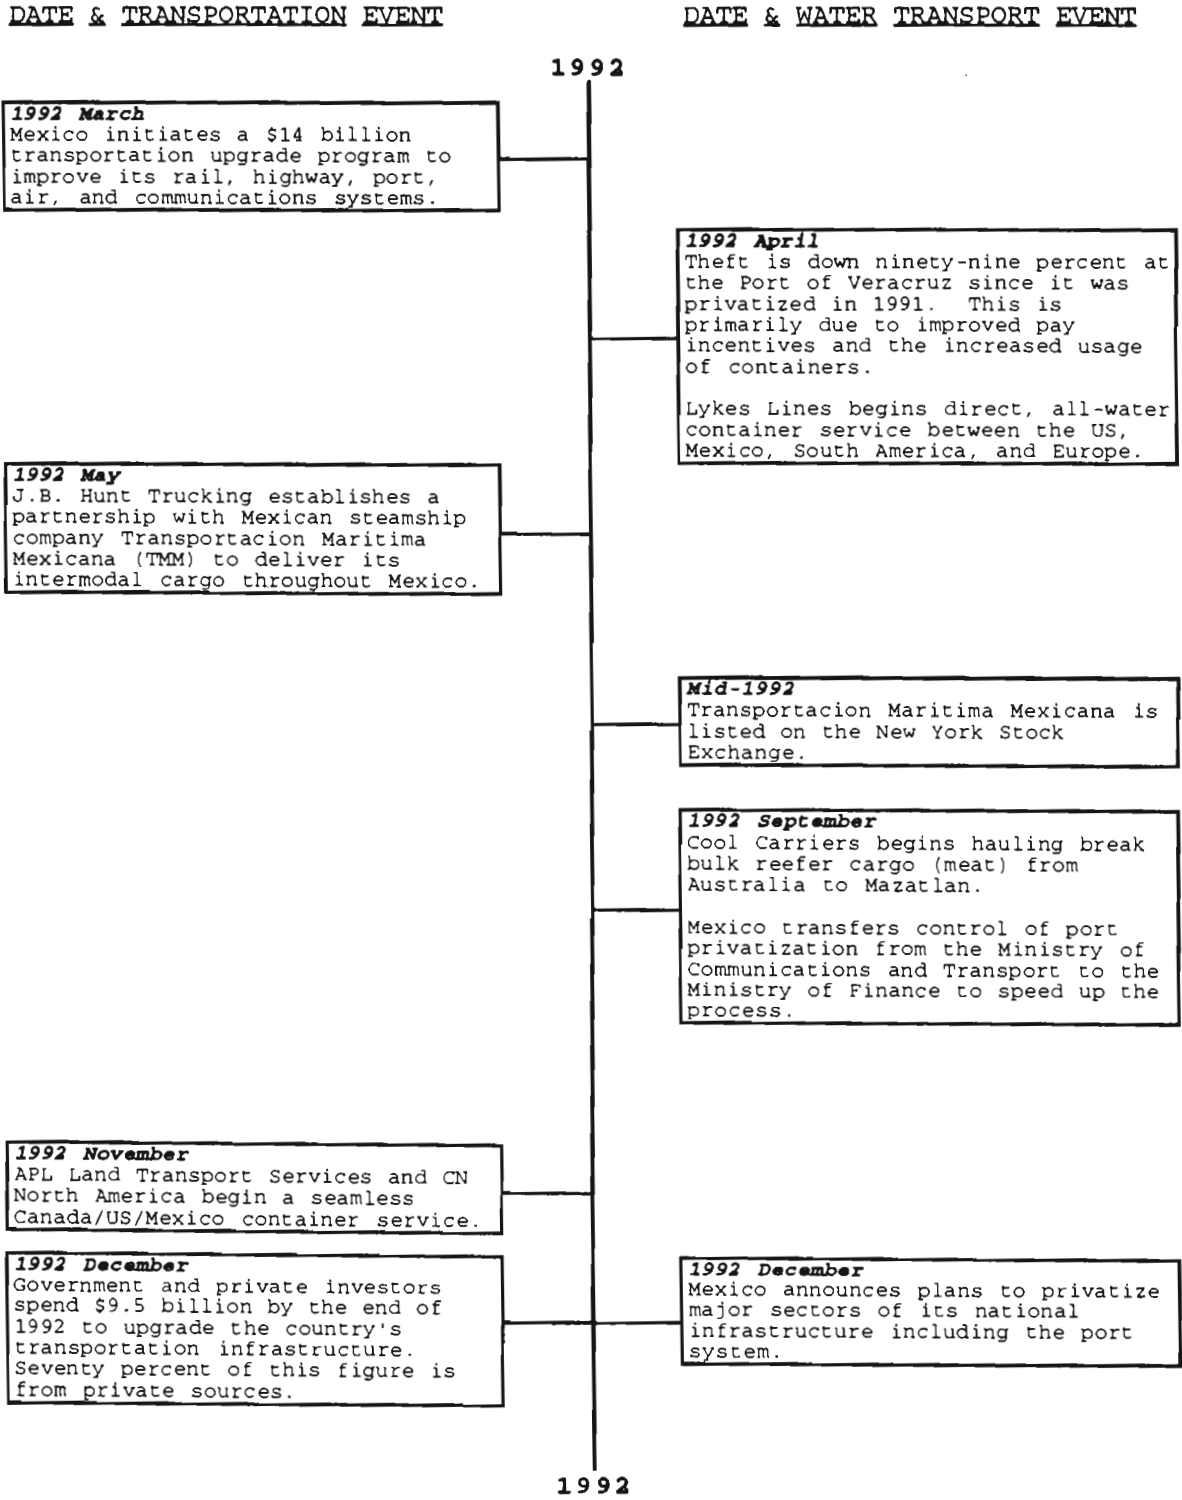 DATE & TRANSPORTATION EVENT
DATE & WATER TRANSPORT EVENT
1992
1992 March
Mexico initiates a $14 billion
transportation upgrade program to
improve its rail, highway, port,
air, and communications systems.
1992 April
Theft is down ninety-nine percent at
the Port of Veracruz since it was
privatized in 1991. This is
primarily due to improved pay
incentives and the increased usage
of containers.
Lykes Lines begins direct, all-water
container service between the US,
Mexico, South America, and Europe.
1992 May
J.B. Hunt Trucking establishes a
partnership with Mexican steamship
company Transportacion Maritima
Mexicana (TMM) to deliver its
intermodal cargo throughout Mexico.
Mid-1992
Transportacion Maritima Mexicana is
listed on the New York Stock
Exchange.
1992 September
Cool Carriers begins hauling break
bulk reefer cargo (meat) from
Australia to Mazatlan.
Mexico transfers control of port
privatization from the Ministry of
Communications and Transport to the
Ministry of Finance to speed up the
process.
1992 November
APL Land Transport Services and CN
North America begin a seamless
Canada/US/Mexico container service.
1992 December
Government and private investors
spend $9.5 billion by the end of
1992 to upgrade the country's
transportation infrastructure.
Seventy percent of this figure is
from private sources.
1992 December
Mexico announces plans to privatize
major sectors of its national
infrastructure including the port
system.
1992